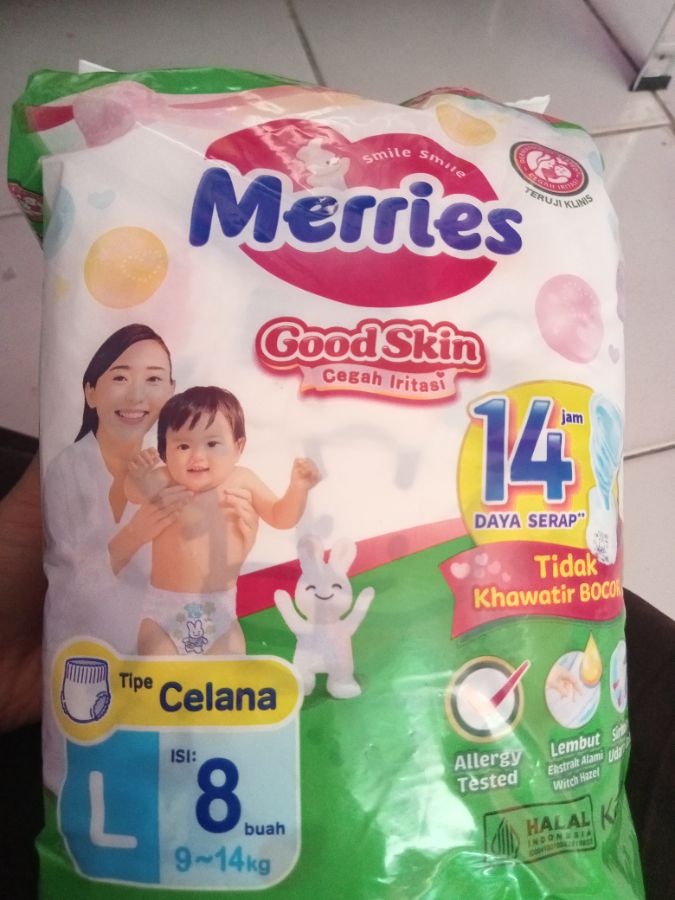 Smile Smile
Merries
TERUJI KLINIS
Good Skin
Cegah Iritasi
14 jam
DAYA SERAP**
Tidak
Khawatir BOCOR
Tipe Celana
L
ISI:
8 buah
9~14kg
Allergy
Tested
Lembut
Ekstrak Alami
Witch Hazel
HALAL
INDONESIA